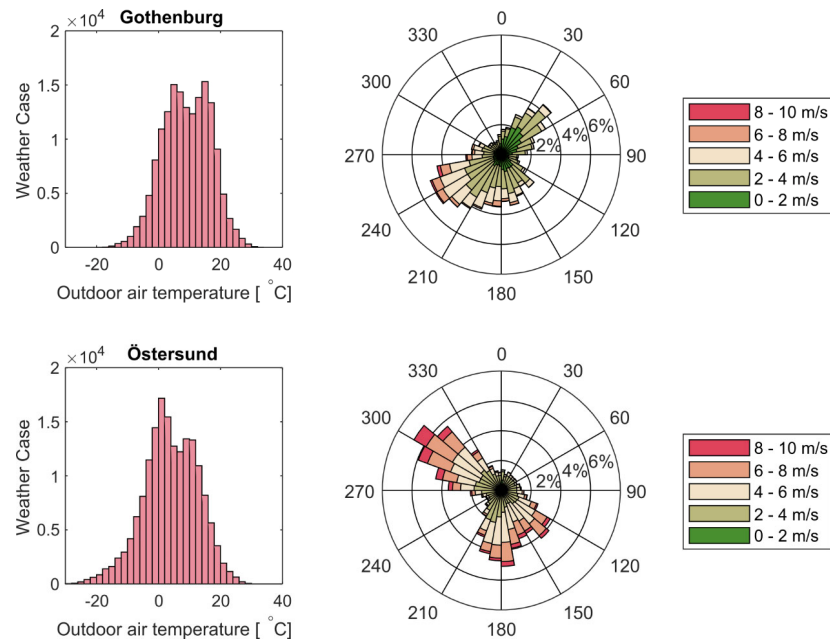 Gothenburg
×10⁴
2
1.5
1
0.5
0
Weather Case
-20 0 20 40
Outdoor air temperature [ °C]
0
30
60
90
120
150
180
210
240
270
300
330
2% 4% 6%
8 - 10 m/s
6 - 8 m/s
4 - 6 m/s
2 - 4 m/s
0 - 2 m/s
Östersund
×10⁴
2
1.5
1
0.5
0
Weather Case
-20 0 20 40
Outdoor air temperature [ °C]
0
30
60
90
120
150
180
210
240
270
300
330
2% 4% 6%
8 - 10 m/s
6 - 8 m/s
4 - 6 m/s
2 - 4 m/s
0 - 2 m/s